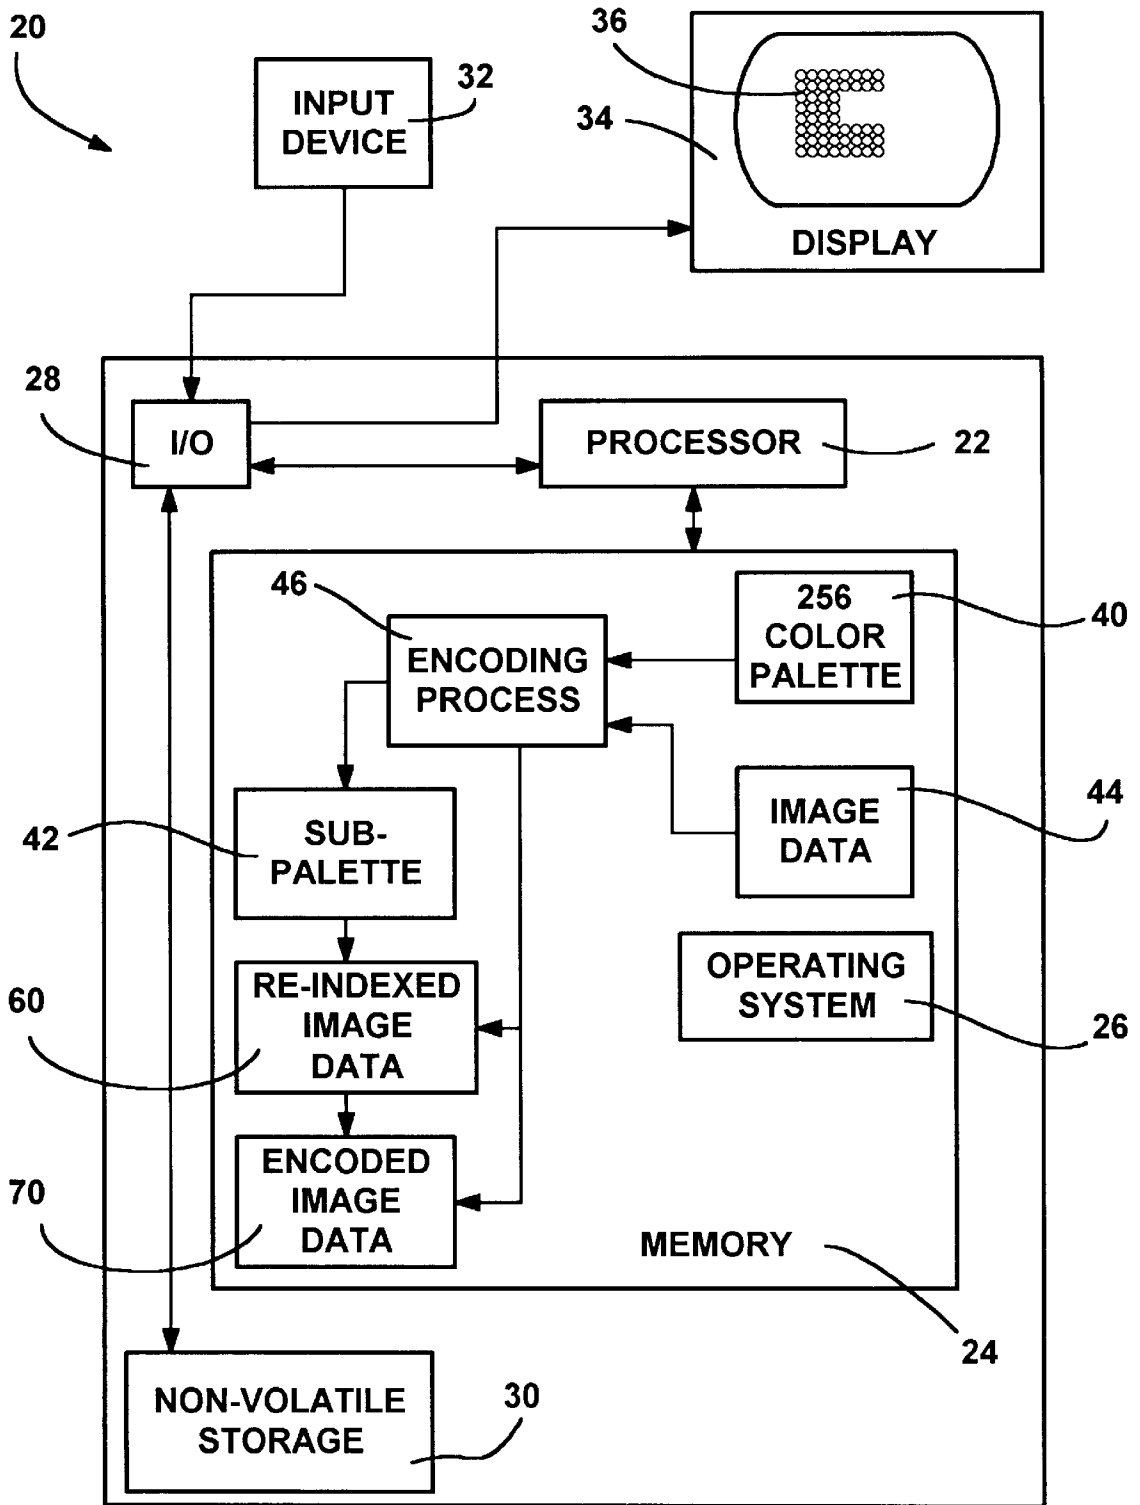 20
INPUT
DEVICE
32
36
34
DISPLAY
28
I/O
PROCESSOR
22
46
ENCODING
PROCESS
256
COLOR
PALETTE
40
42
SUB-
PALETTE
IMAGE
DATA
44
60
RE-INDEXED
IMAGE
DATA
OPERATING
SYSTEM
26
70
ENCODED
IMAGE
DATA
MEMORY
24
NON-VOLATILE
STORAGE
30